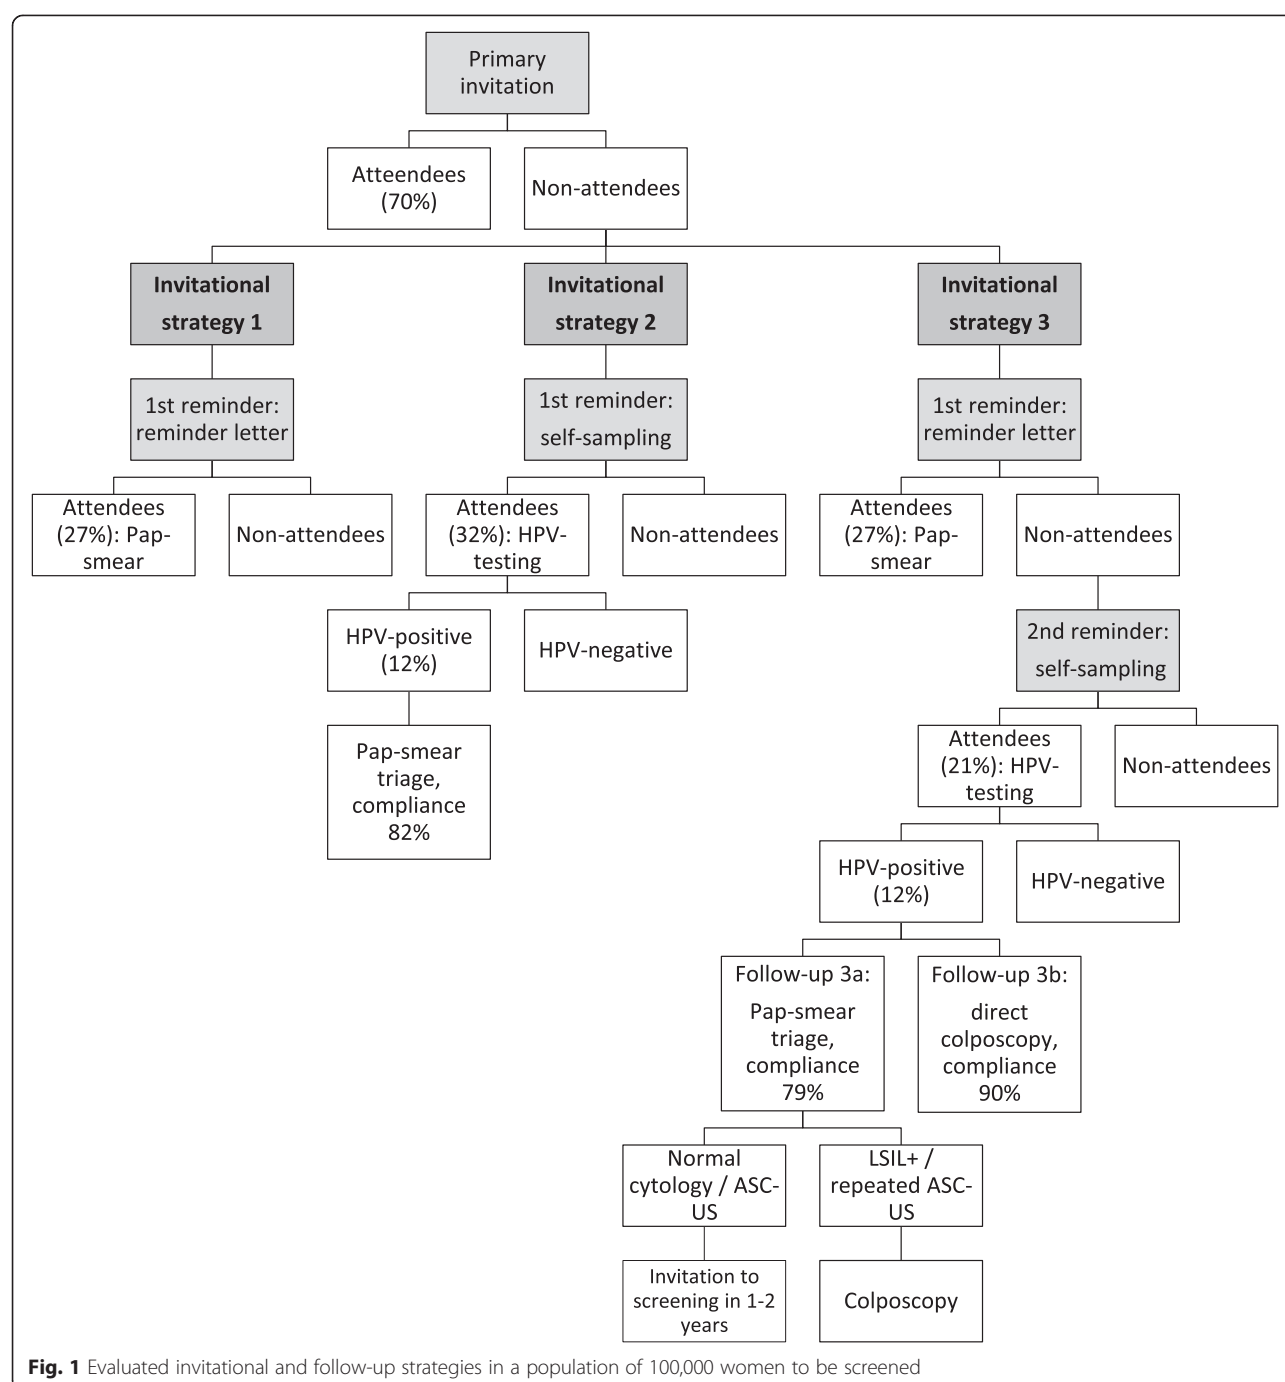 Primary
invitation
Atteendees
(70%)
Non-attendees
Invitational
strategy 1
Invitational
strategy 2
Invitational
strategy 3
1st reminder:
reminder letter
1st reminder:
self-sampling
1st reminder:
reminder letter
Attendees
(27%): Pap-
smear
Non-attendees
Attendees
(32%): HPV-
testing
Non-attendees
Attendees
(27%): Pap-
smear
Non-attendees
HPV-positive
(12%)
HPV-negative
2nd reminder:
self-sampling
Pap-smear
triage,
compliance
82%
Attendees
(21%): HPV-
testing
Non-attendees
HPV-positive
(12%)
HPV-negative
Follow-up 3a:
Pap-smear
triage,
compliance
79%
Follow-up 3b:
direct
colposcopy,
compliance
90%
Normal
cytology / ASC-
US
LSIL+ /
repeated ASC-
US
Invitation to
screening in 1-2
years
Colposcopy
Fig. 1 Evaluated invitational and follow-up strategies in a population of 100,000 women to be screened